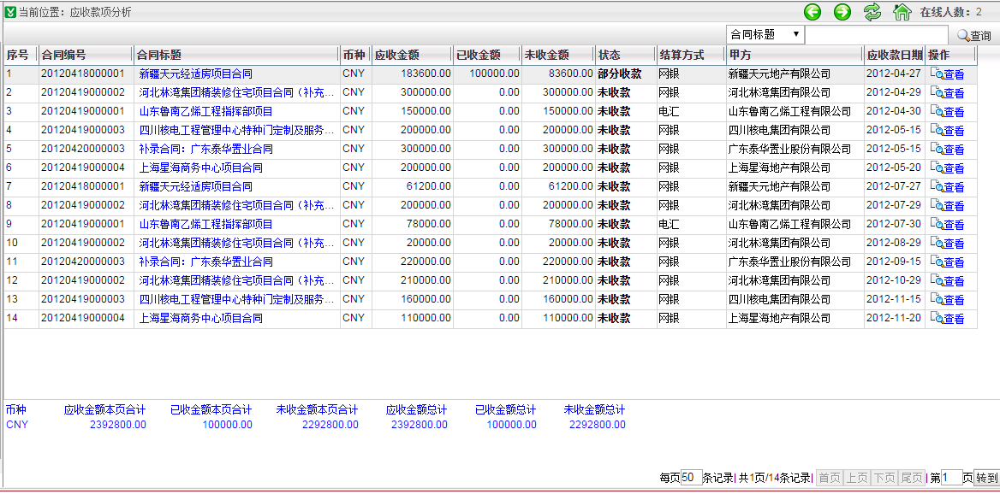 当前位置：应收款项分析 在线人数：2
合同标题 ▼ 查询
序号 合同编号 合同标题 币种 应收金额 已收金额 未收金额 状态 结算方式 甲方 应收款日期 操作
1 20120418000001 新疆天元经适房项目合同 CNY 183600.00 100000.00 83600.00 部分收款 网银 新疆天元地产有限公司 2012-04-27 查看
2 20120419000002 河北林湾集团精装修住宅项目合同（补充... CNY 300000.00 0.00 300000.00 未收款 网银 河北林湾集团有限公司 2012-04-29 查看
3 20120419000001 山东鲁南乙烯工程指挥部项目 CNY 150000.00 0.00 150000.00 未收款 电汇 山东鲁南乙烯工程有限公司 2012-04-30 查看
4 20120419000003 四川核电工程管理中心特种门定制及服务... CNY 200000.00 0.00 200000.00 未收款 网银 四川核电集团有限公司 2012-05-15 查看
5 20120420000003 补录合同：广东泰华置业合同 CNY 300000.00 0.00 300000.00 未收款 网银 广东泰华置业股份有限公司 2012-05-15 查看
6 20120419000004 上海星海商务中心项目合同 CNY 200000.00 0.00 200000.00 未收款 网银 上海星海地产有限公司 2012-05-20 查看
7 20120418000001 新疆天元经适房项目合同 CNY 61200.00 0.00 61200.00 未收款 网银 新疆天元地产有限公司 2012-07-27 查看
8 20120419000002 河北林湾集团精装修住宅项目合同（补充... CNY 200000.00 0.00 200000.00 未收款 网银 河北林湾集团有限公司 2012-07-29 查看
9 20120419000001 山东鲁南乙烯工程指挥部项目 CNY 78000.00 0.00 78000.00 未收款 电汇 山东鲁南乙烯工程有限公司 2012-07-30 查看
10 20120419000002 河北林湾集团精装修住宅项目合同（补充... CNY 20000.00 0.00 20000.00 未收款 网银 河北林湾集团有限公司 2012-08-29 查看
11 20120420000003 补录合同：广东泰华置业合同 CNY 220000.00 0.00 220000.00 未收款 网银 广东泰华置业股份有限公司 2012-09-15 查看
12 20120419000002 河北林湾集团精装修住宅项目合同（补充... CNY 210000.00 0.00 210000.00 未收款 网银 河北林湾集团有限公司 2012-10-29 查看
13 20120419000003 四川核电工程管理中心特种门定制及服务... CNY 160000.00 0.00 160000.00 未收款 网银 四川核电集团有限公司 2012-11-15 查看
14 20120419000004 上海星海商务中心项目合同 CNY 110000.00 0.00 110000.00 未收款 网银 上海星海地产有限公司 2012-11-20 查看
币种 应收金额本页合计 已收金额本页合计 未收金额本页合计 应收金额总计 已收金额总计 未收金额总计
CNY 2392800.00 100000.00 2292800.00 2392800.00 100000.00 2292800.00
每页50条记录| 共1页/14条记录| 首页 上页 下页 尾页 | 第1页 转到